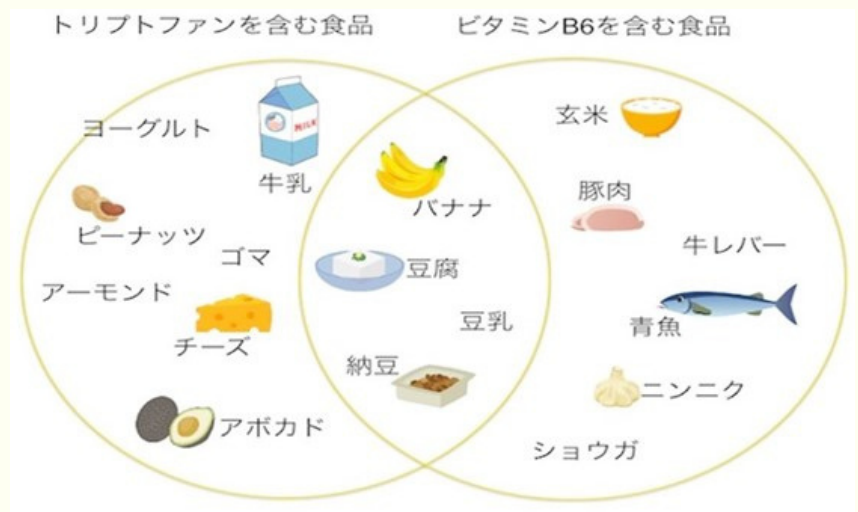 トリプトファンを含む食品
ビタミンB6を含む食品
ヨーグルト
MILK
牛乳
ピーナッツ
ゴマ
アーモンド
チーズ
アボカド
バナナ
豆腐
豆乳
納豆
玄米
豚肉
牛レバー
青魚
ニンニク
ショウガ